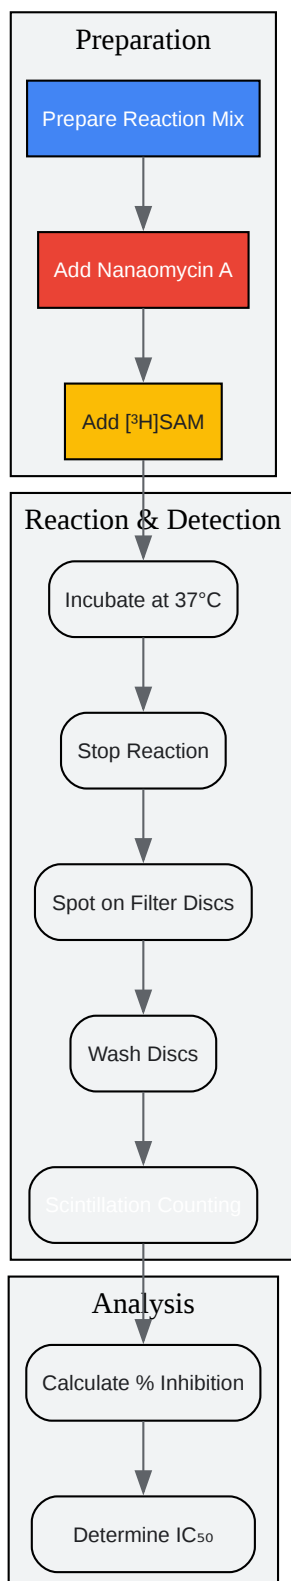 Preparation
Prepare Reaction Mix
Add Nanaomycin A
Add [³H]SAM
Reaction & Detection
Incubate at 37°C
Stop Reaction
Spot on Filter Discs
Wash Discs
Scintillation Counting
Analysis
Calculate % Inhibition
Determine IC₅₀